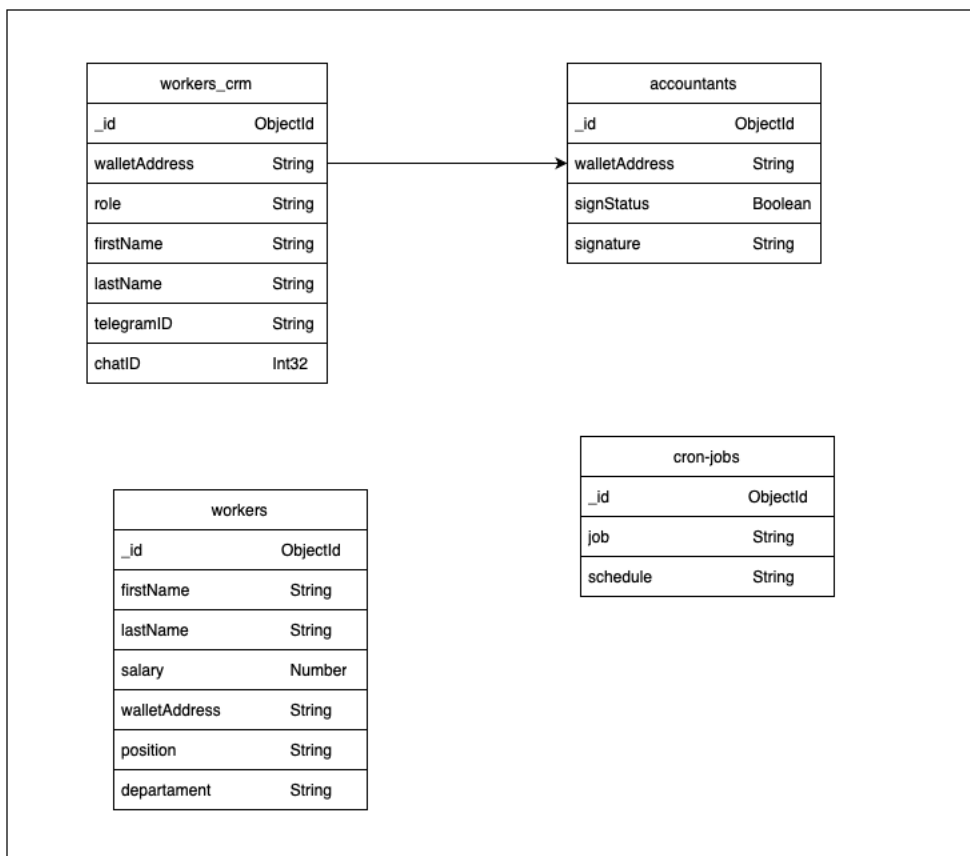 workers_crm
_id ObjectId
walletAddress String
role String
firstName String
lastName String
telegramID String
chatID Int32
accountants
_id ObjectId
walletAddress String
signStatus Boolean
signature String
workers
_id ObjectId
firstName String
lastName String
salary Number
walletAddress String
position String
departament String
cron-jobs
_id ObjectId
job String
schedule String